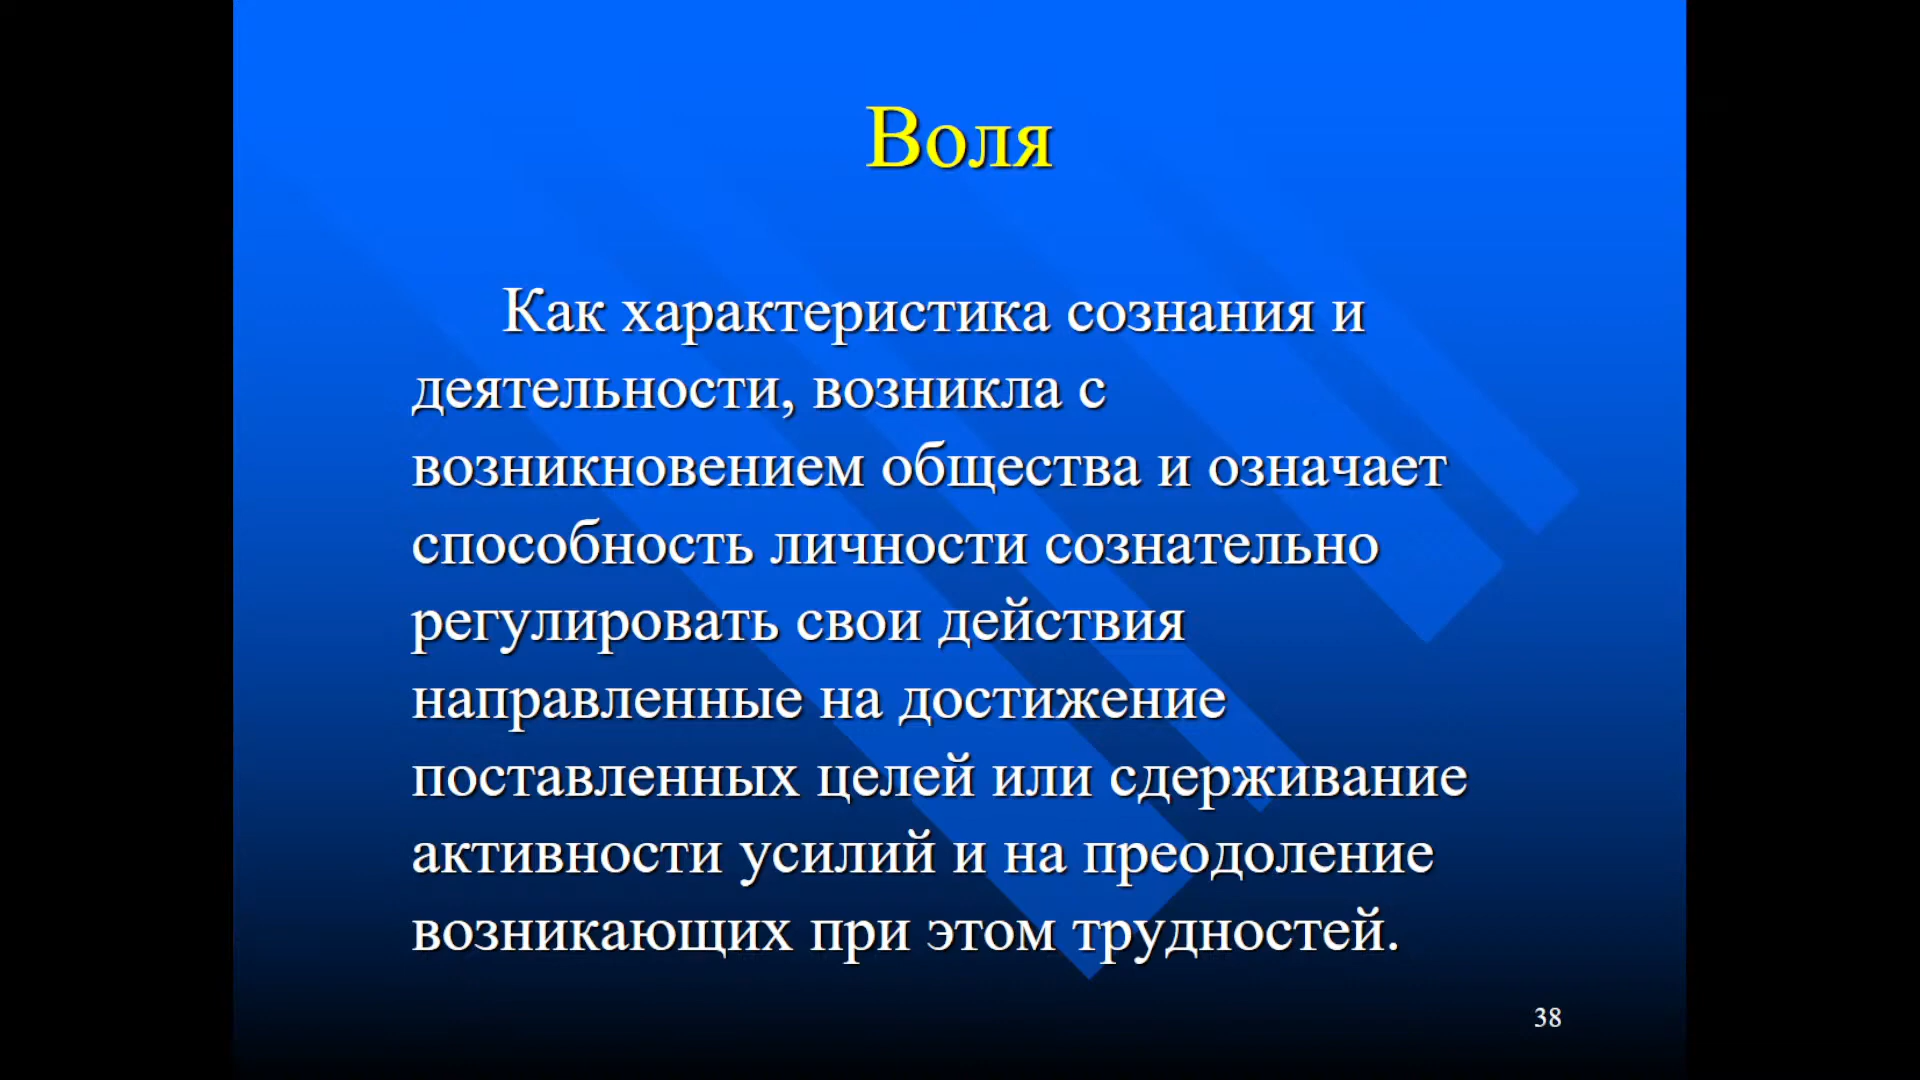 Воля
Как характеристика сознания и
деятельности, возникла с
возникновением общества и означает
способность личности сознательно
регулировать свои действия
направленные на достижение
поставленных целей или сдерживание
активности усилий и на преодоление
возникающих при этом трудностей.
38